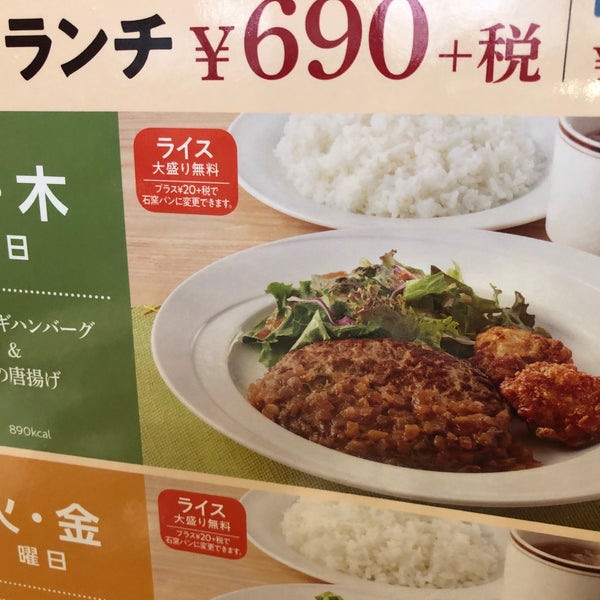 ランチ ¥690+税
ライス
大盛り無料
プラス¥20+税で
石窯パンに変更できます。
・木
日
ギハンバーグ
&
の唐揚げ
890kcal
ライス
大盛り無料
プラス¥20+税で
石窯パンに変更できます。
火・金
曜日